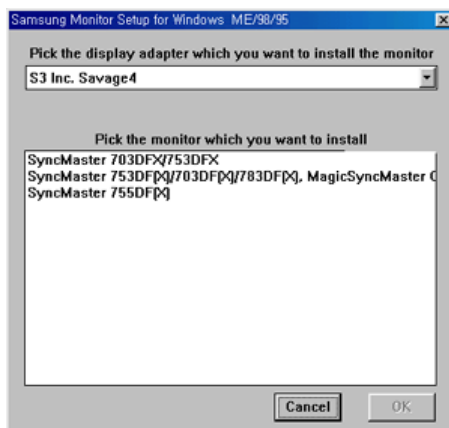 Samsung Monitor Setup for Windows ME/98/95
Pick the display adapter which you want to install the monitor
S3 Inc. Savage4
Pick the monitor which you want to install
SyncMaster 703DFX/753DFX
SyncMaster 753DF(X)/703DF(X)/783DF(X), MagicSyncMaster
SyncMaster 755DF(X)
Cancel
OK